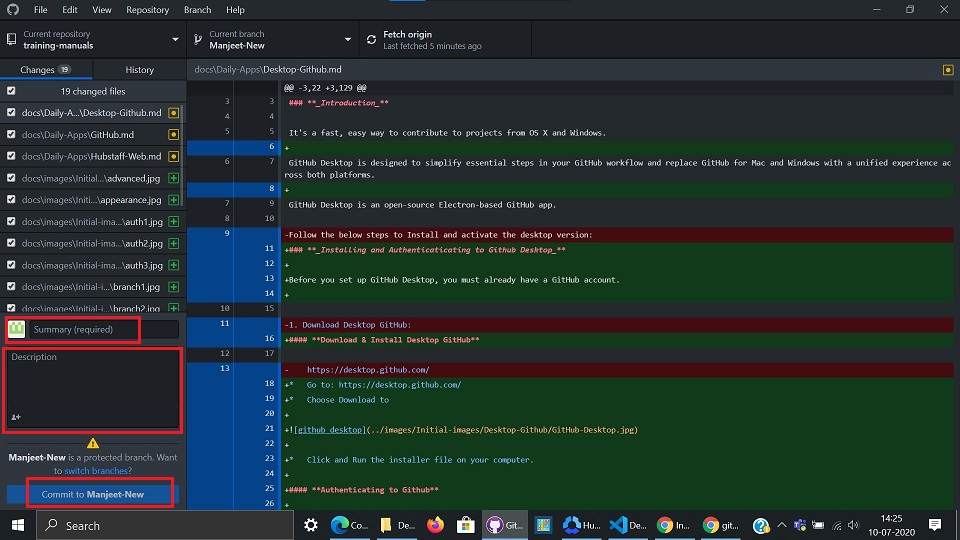 File Edit View Repository Branch Help
Current repository
training-manuals
Current branch
Manjeet-New
Fetch origin
Last fetched 5 minutes ago
Changes 19 History
docs\Daily-Apps\Desktop-Github.md
19 changed files
docs\Daily-A...\Desktop-Github.md
docs\Daily-Apps\GitHub.md
docs\Daily-Apps\Hubstaff-Web.md
docs\images\Initial...\advanced.jpg
docs\images\Initi...\appearance.jpg
docs\images\Initial-ima...\auth1.jpg
docs\images\Initial-ima...\auth2.jpg
docs\images\Initial-ima...\auth3.jpg
docs\images\Initial-i...\branch1.jpg
docs\images\Initial-i...\branch2.jpg
Summary (required)
Description
Manjeet-New is a protected branch. Want
to switch branches?
Commit to Manjeet-New
@@ -3,22 +3,129 @@
3 3 ### **_Introduction_**
4 4
5 5 It's a fast, easy way to contribute to projects from OS X and Windows.
6 +
6 7 GitHub Desktop is designed to simplify essential steps in your GitHub workflow and replace GitHub for Mac and Windows with a unified experience ac
ross both platforms.
8 +
7 9 GitHub Desktop is an open-source Electron-based GitHub app.
8 10
9 -Follow the below steps to Install and activate the desktop version:
11 +### **_Installing and Authenticaticating to Github Desktop_**
12 +
13 +Before you set up GitHub Desktop, you must already have a GitHub account.
14 +
10 15
11 -1. Download Desktop GitHub:
16 +#### **Download & Install Desktop GitHub**
12 17
13 - https://desktop.github.com/
18 +* Go to: https://desktop.github.com/
19 +* Choose Download to
20 +
21 +![github desktop](../images/Initial-images/Desktop-Github/GitHub-Desktop.jpg)
22 +
23 +* Click and Run the installer file on your computer.
24 +
25 +#### **Authenticating to Github**
26 +
Search
Co...
De...
Git...
Hu...
De...
In...
git...
14:25
10-07-2020